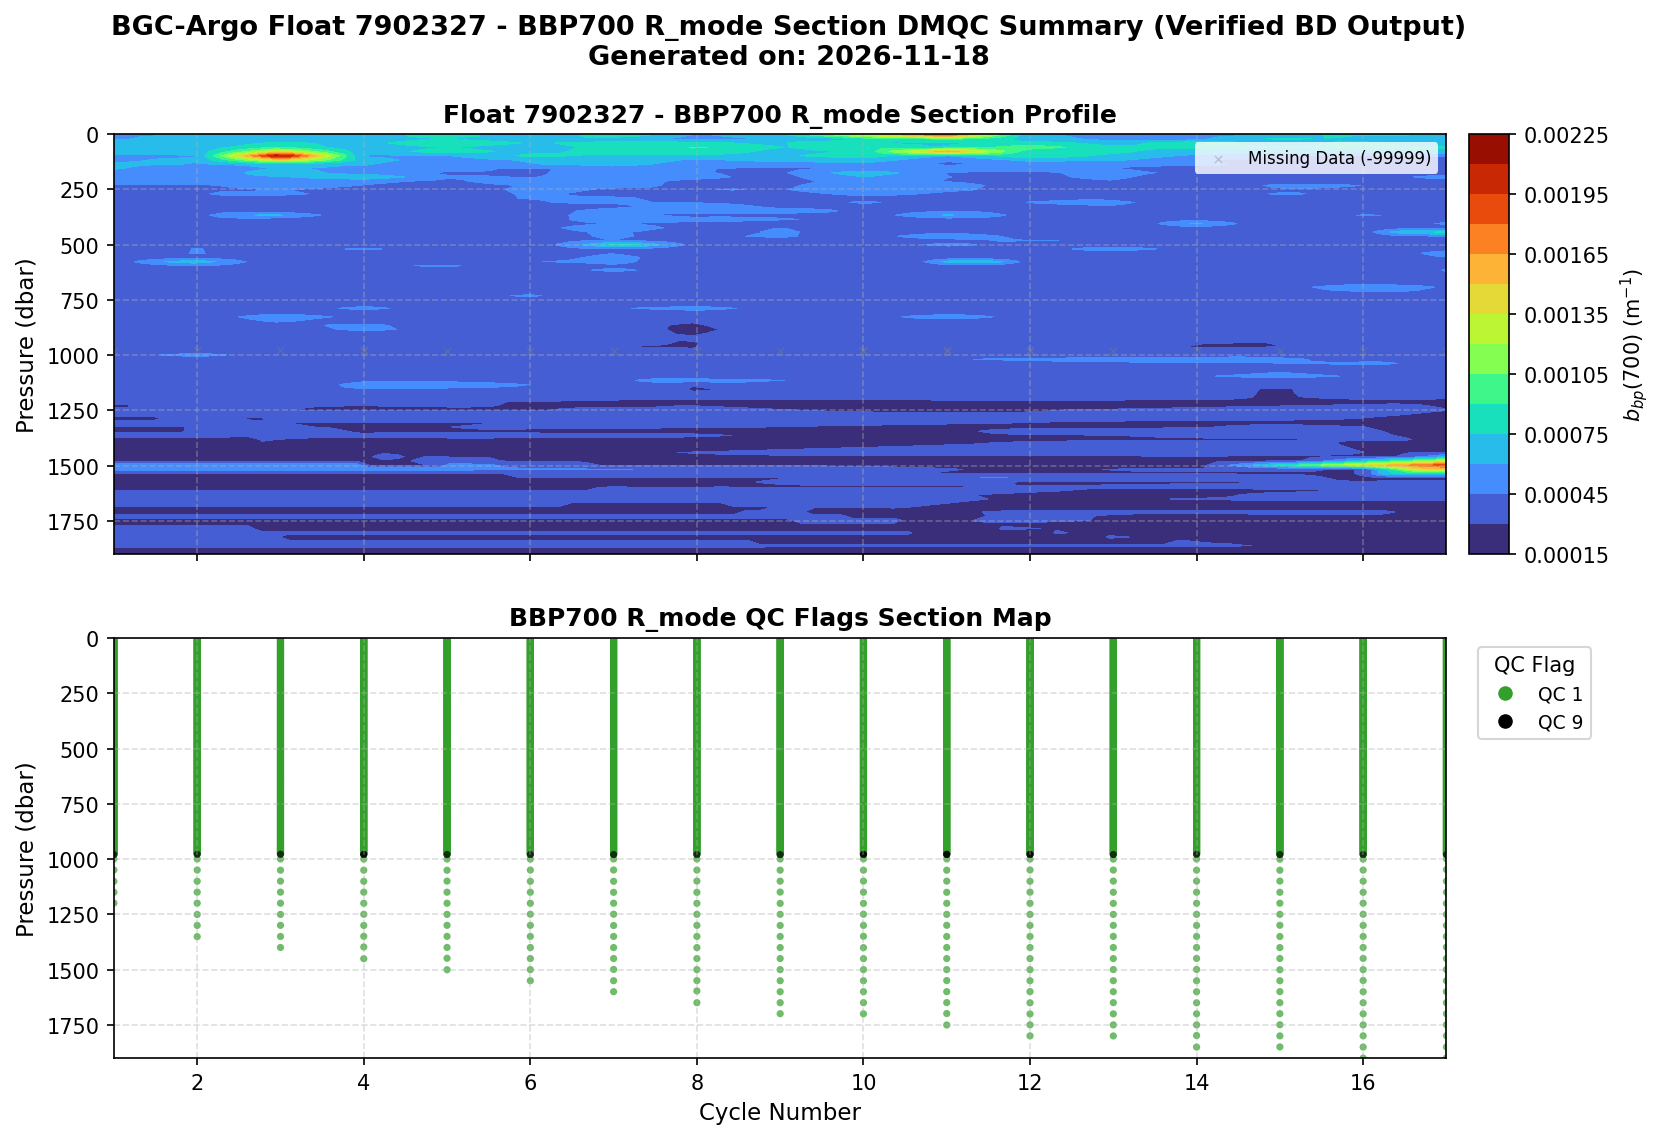 BGC-Argo Float 7902327 - BBP700 R_mode Section DMQC Summary (Verified BD Output)
Generated on: 2026-11-18
Float 7902327 - BBP700 R_mode Section Profile
Pressure (dbar)
0
250
500
750
1000
1250
1500
1750
Missing Data (-99999)
0.00225
0.00195
0.00165
0.00135
0.00105
0.00075
0.00045
0.00015
b_bp(700) (m⁻¹)
BBP700 R_mode QC Flags Section Map
Pressure (dbar)
0
250
500
750
1000
1250
1500
1750
2 4 6 8 10 12 14 16
Cycle Number
QC Flag
QC 1
QC 9